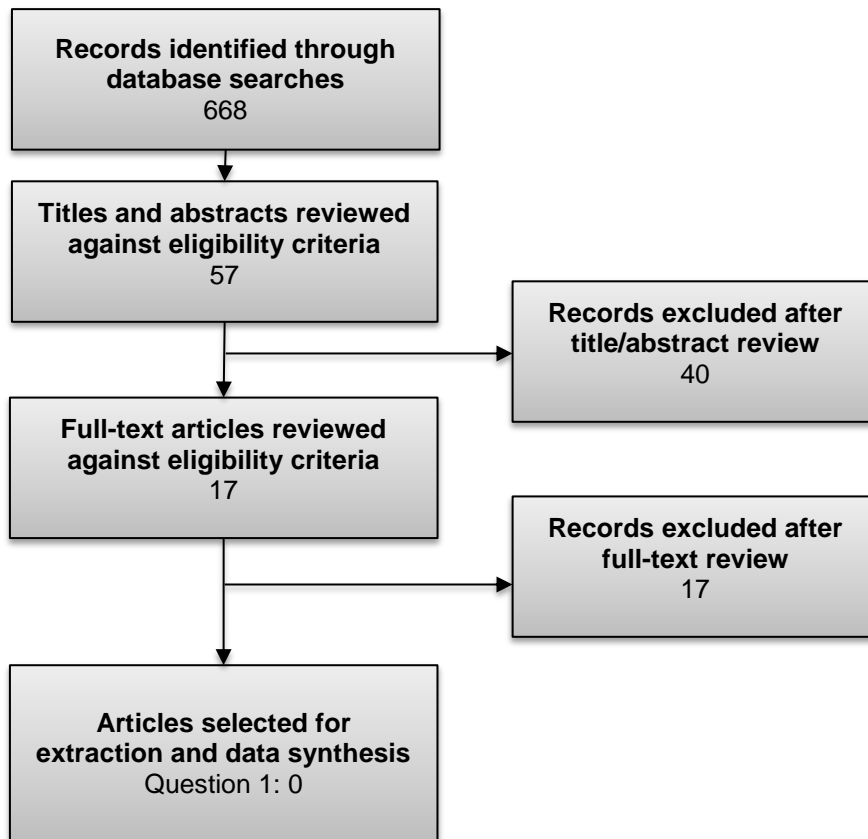 Records identified through
database searches
668
Titles and abstracts reviewed
against eligibility criteria
57
Records excluded after
title/abstract review
40
Full-text articles reviewed
against eligibility criteria
17
Records excluded after
full-text review
17
Articles selected for
extraction and data synthesis
Question 1: 0